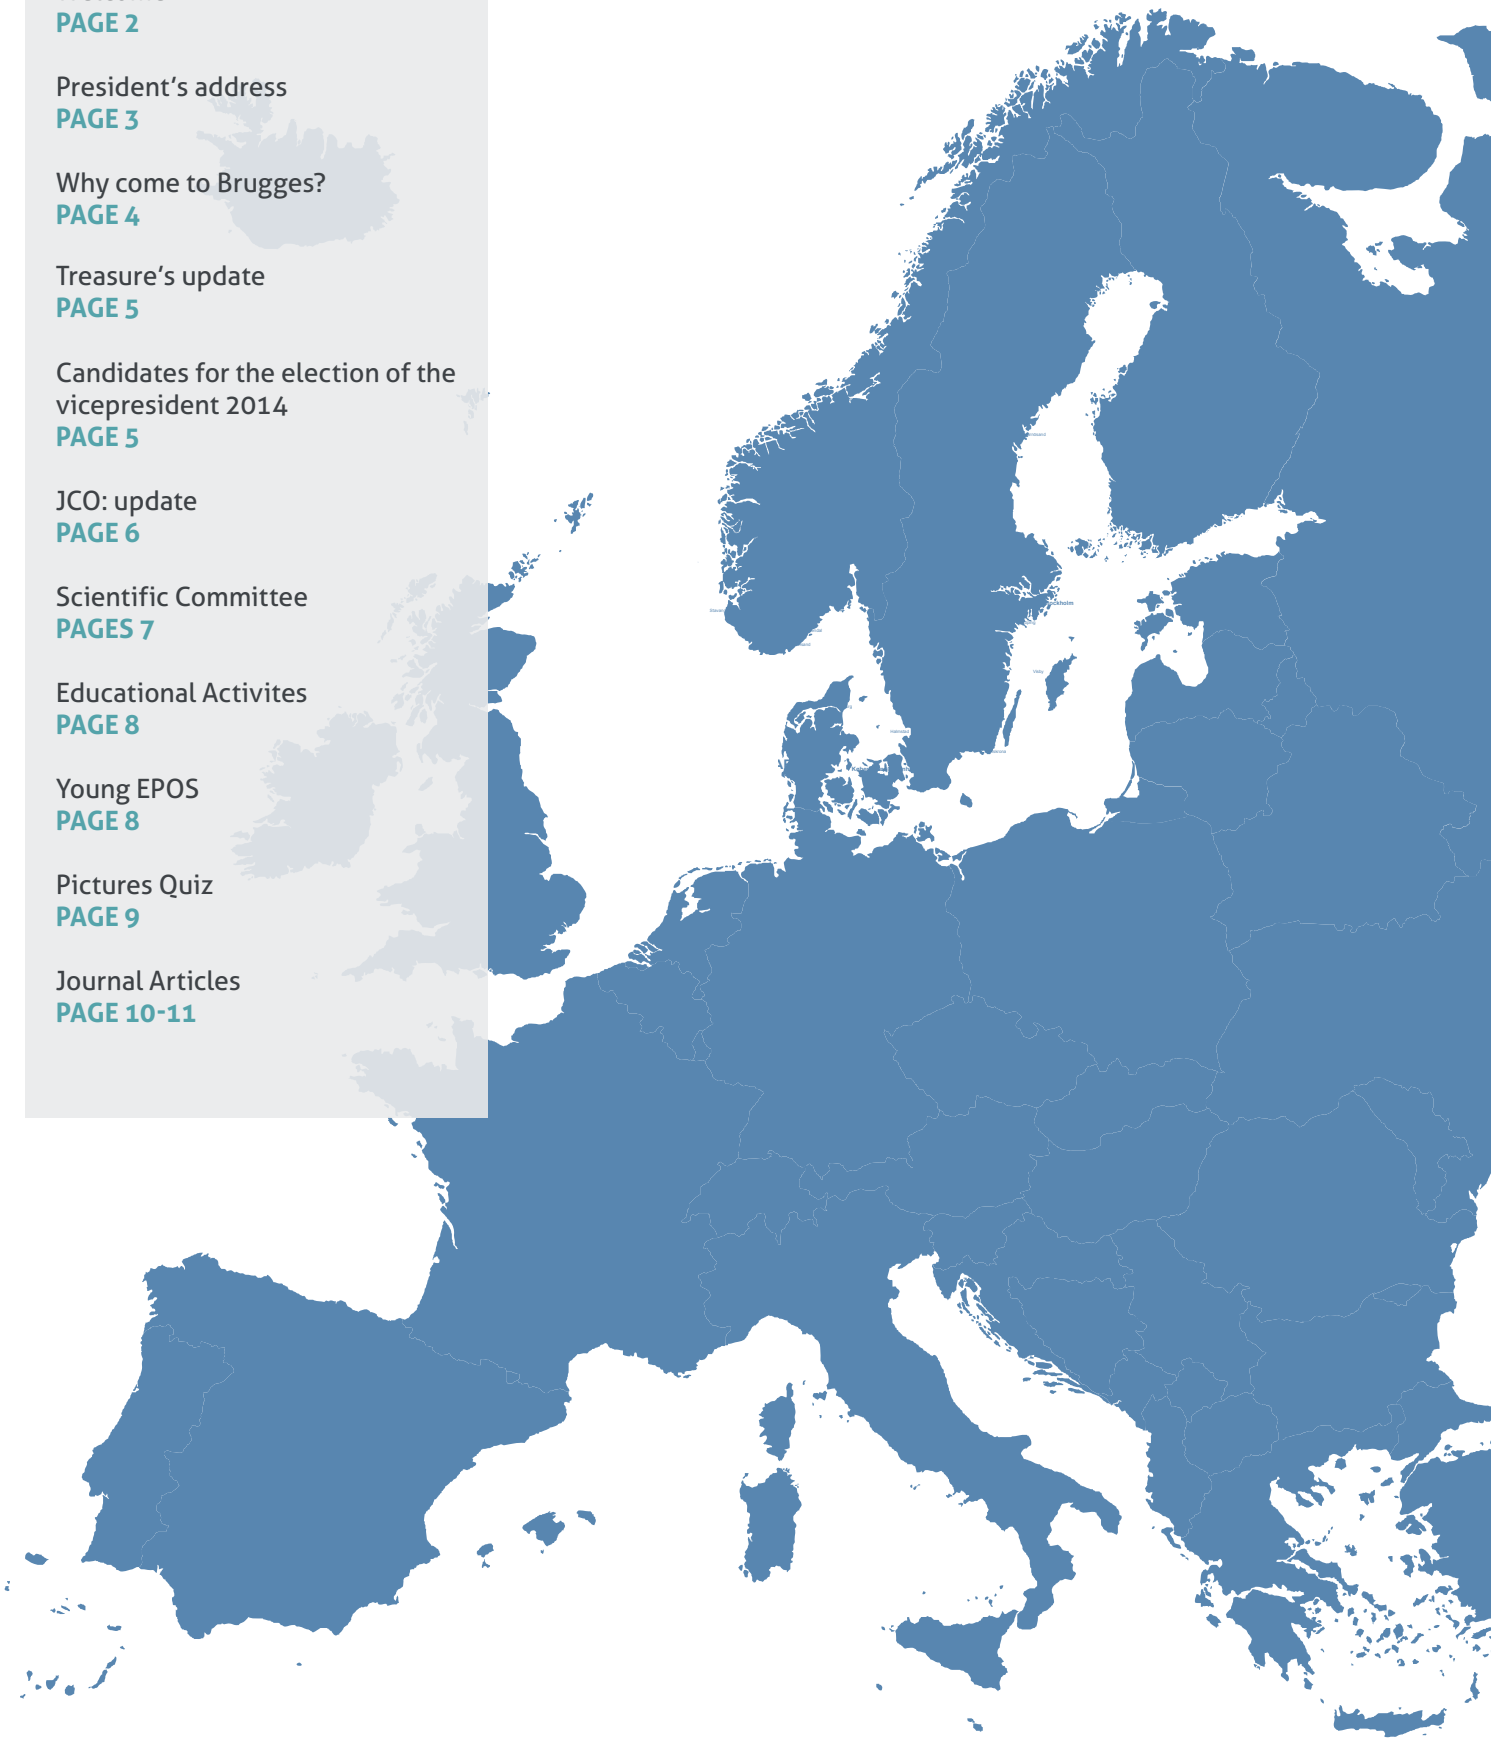 PAGE 2
President's address
PAGE 3
Why come to Brugges?
PAGE 4
Treasure's update
PAGE 5
Candidates for the election of the
vicepresident 2014
PAGE 5
JCO: update
PAGE 6
Scientific Committee
PAGES 7
Educational Activites
PAGE 8
Young EPOS
PAGE 8
Pictures Quiz
PAGE 9
Journal Articles
PAGE 10-11